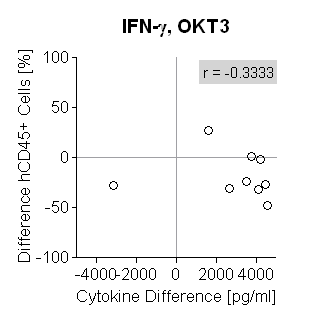 IFN-γ, OKT3
r = -0.3333
Difference hCD45+ Cells [%]
100
50
0
-50
-100
-4000 -2000 0 2000 4000
Cytokine Difference [pg/ml]